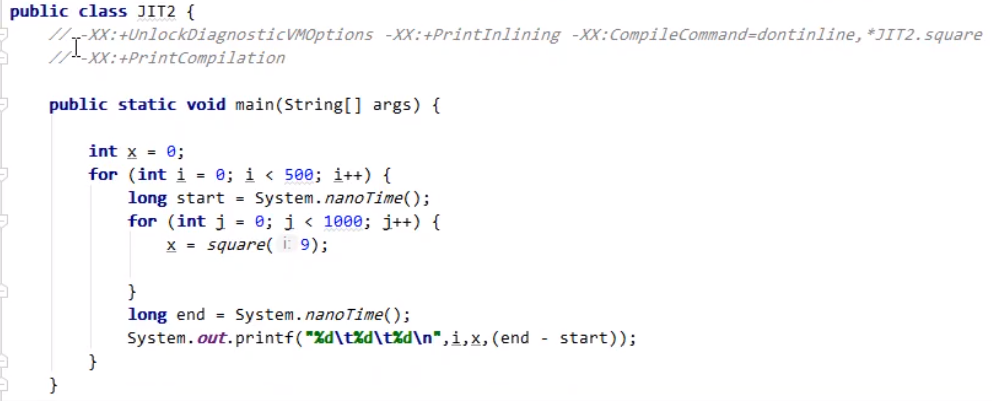 public class JIT2 {
    // -XX:+UnlockDiagnosticVMOptions -XX:+PrintInlining -XX:CompileCommand=dontinline,*JIT2.square
    // -XX:+PrintCompilation
    public static void main(String[] args) {
        int x = 0;
        for (int i = 0; i < 500; i++) {
            long start = System.nanoTime();
            for (int j = 0; j < 1000; j++) {
                x = square( i: 9);
            }
            long end = System.nanoTime();
            System.out.printf("%d\t%d\t%d\n",i,x,(end - start));
        }
    }